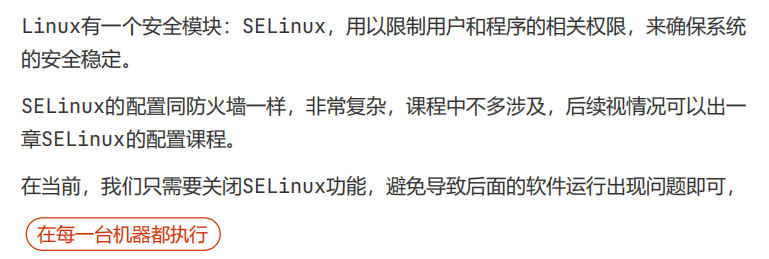 Linux有一个安全模块：SELinux，用以限制用户和程序的相关权限，来确保系统
的安全稳定。
SELinux的配置同防火墙一样，非常复杂，课程中不多涉及，后续视情况可以出一
章SELinux的配置课程。
在当前，我们只需要关闭SELinux功能，避免导致后面的软件运行出现问题即可，
在每一台机器都执行